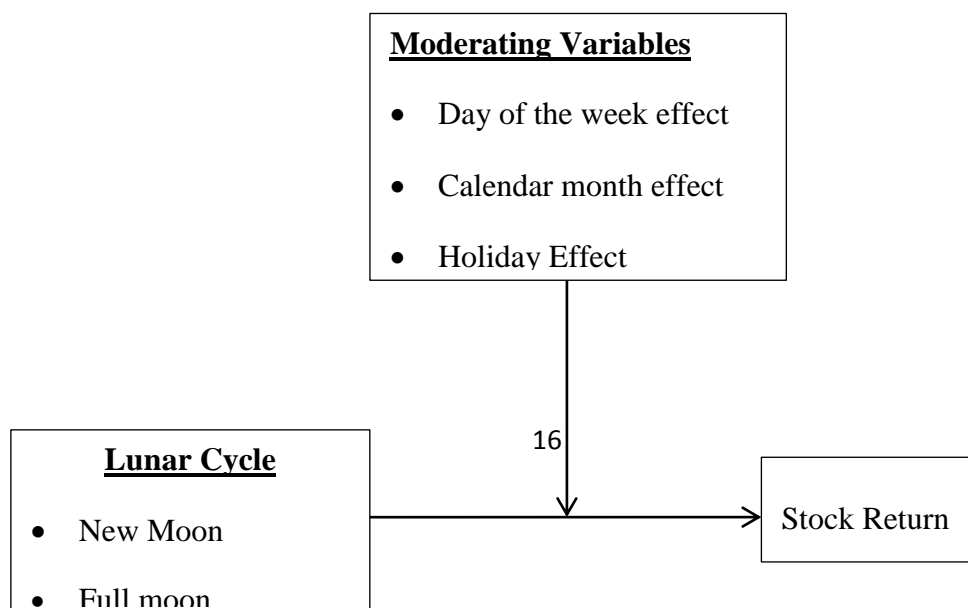 Moderating Variables
• Day of the week effect
• Calendar month effect
• Holiday Effect
16
Lunar Cycle
• New Moon
• Full moon
Stock Return